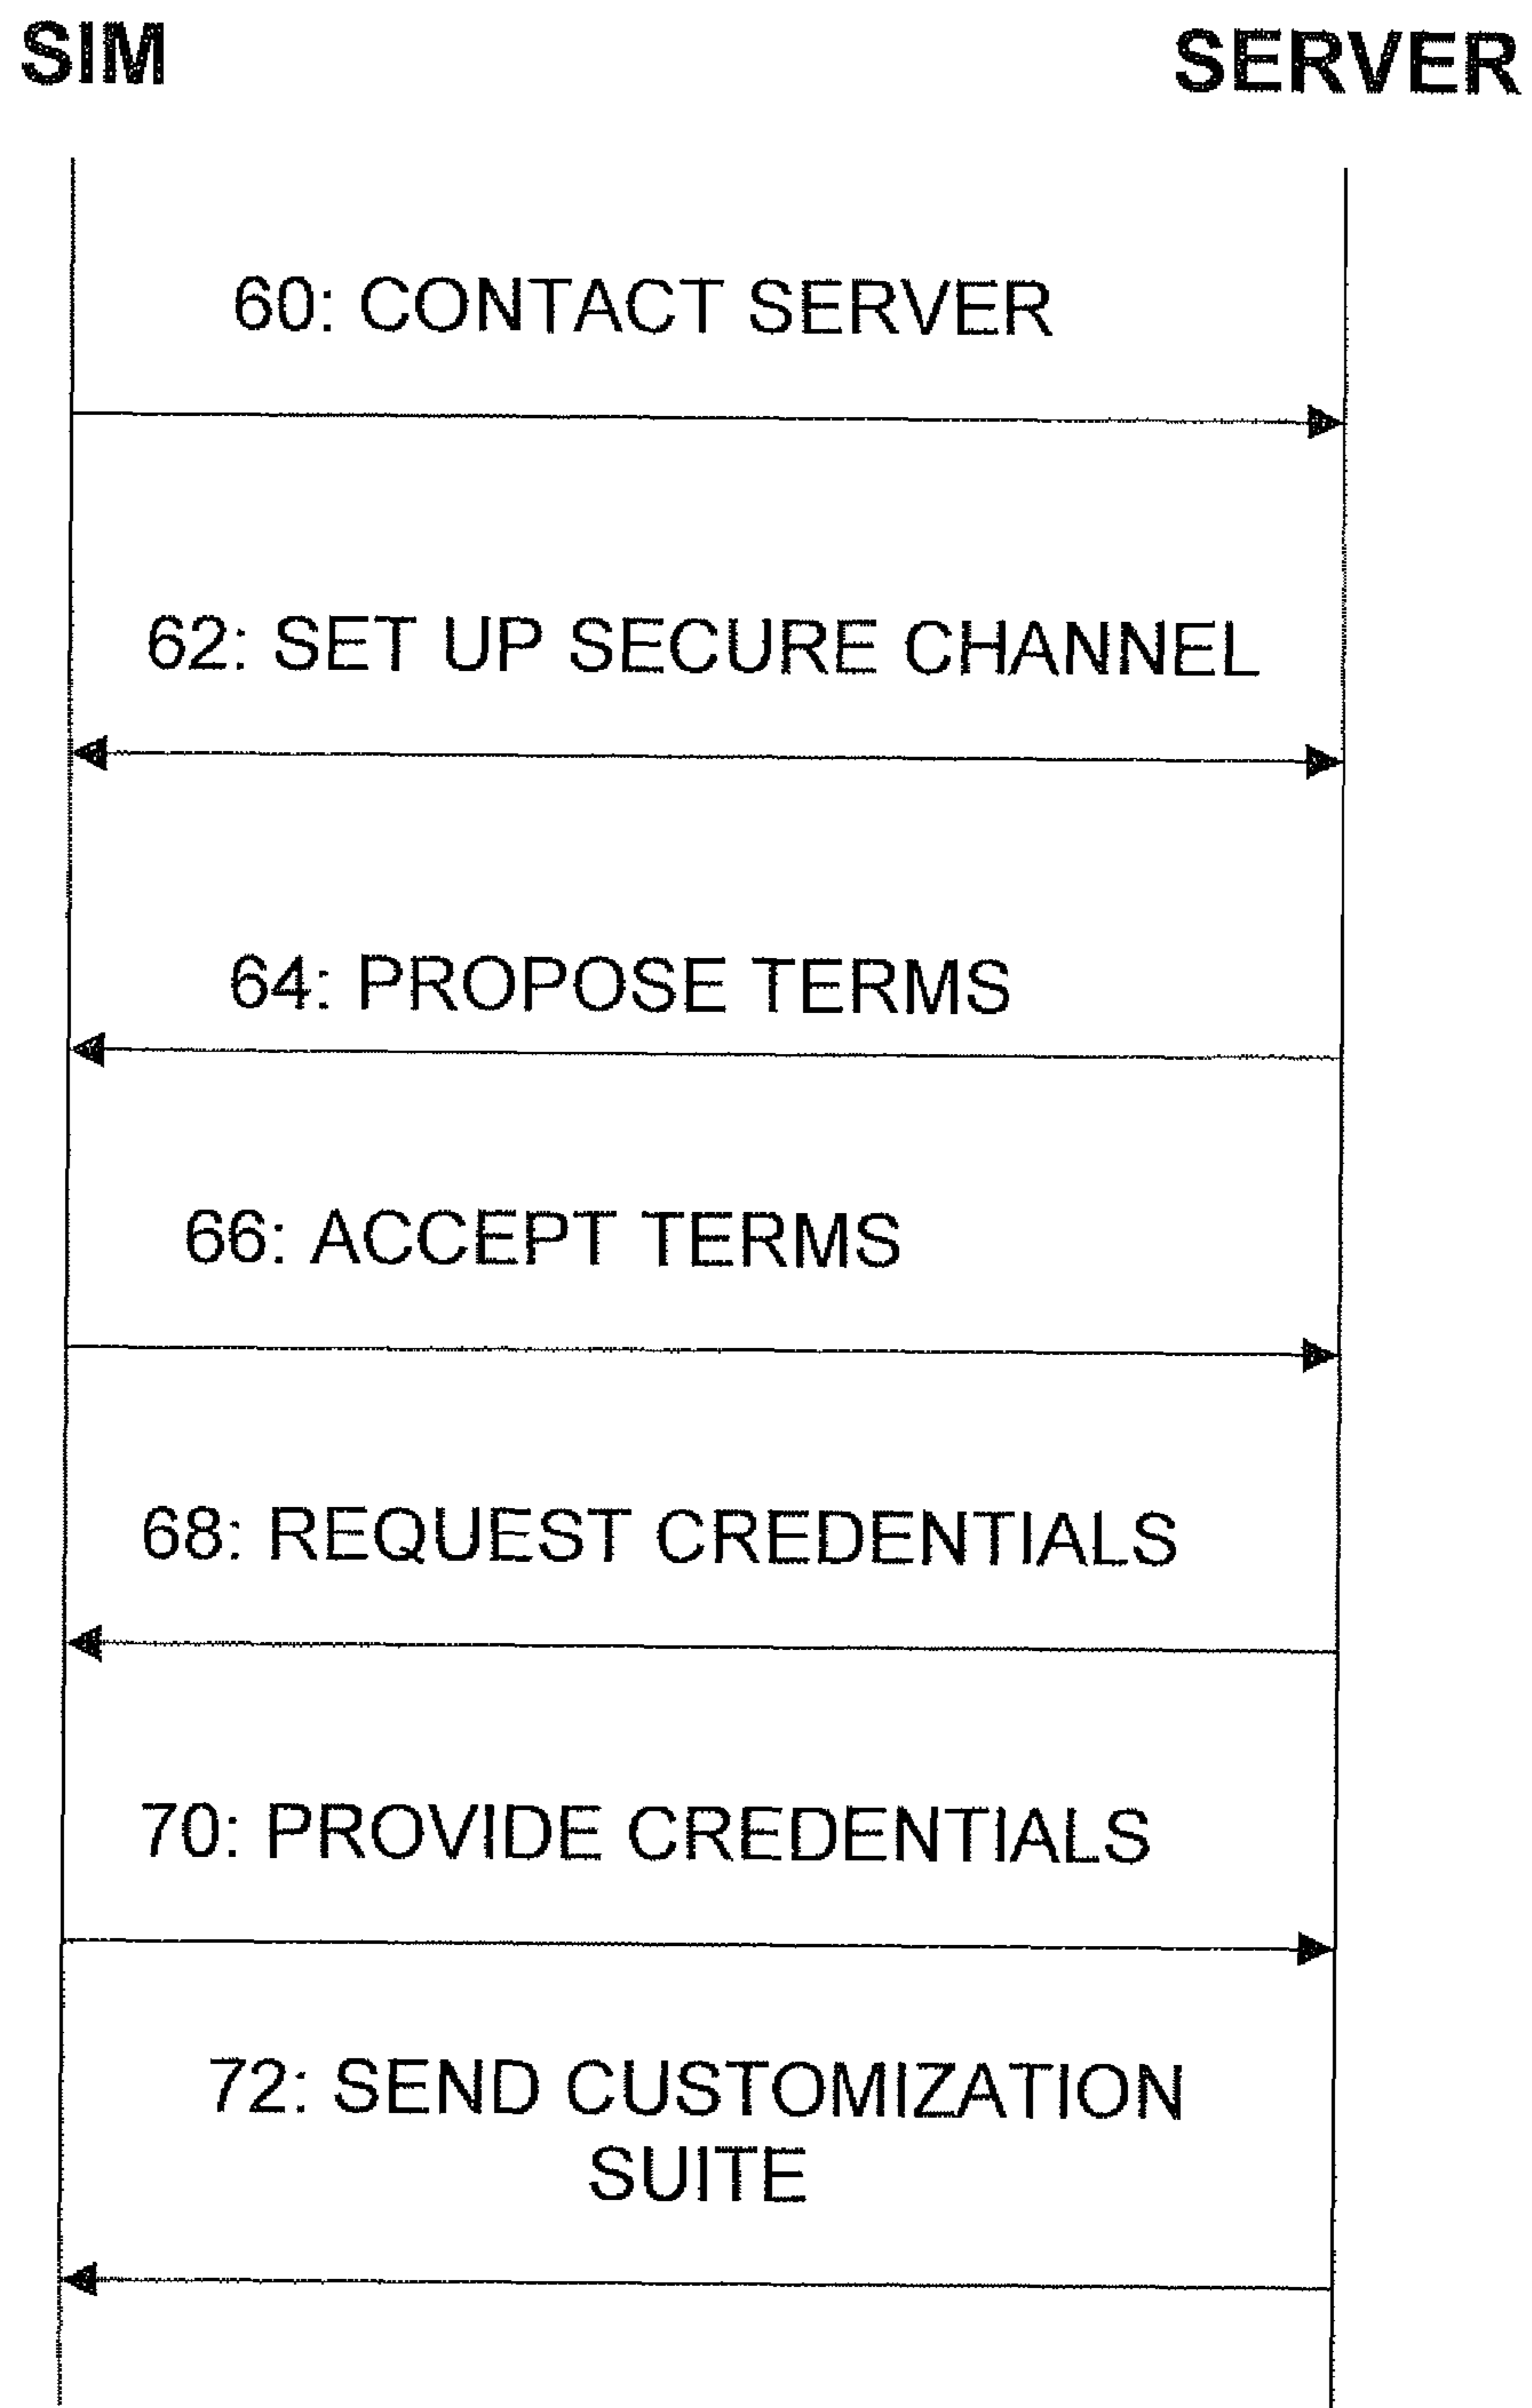 SIM
SERVER
60: CONTACT SERVER
62: SET UP SECURE CHANNEL
64: PROPOSE TERMS
66: ACCEPT TERMS
68: REQUEST CREDENTIALS
70: PROVIDE CREDENTIALS
72: SEND CUSTOMIZATION
SUITE